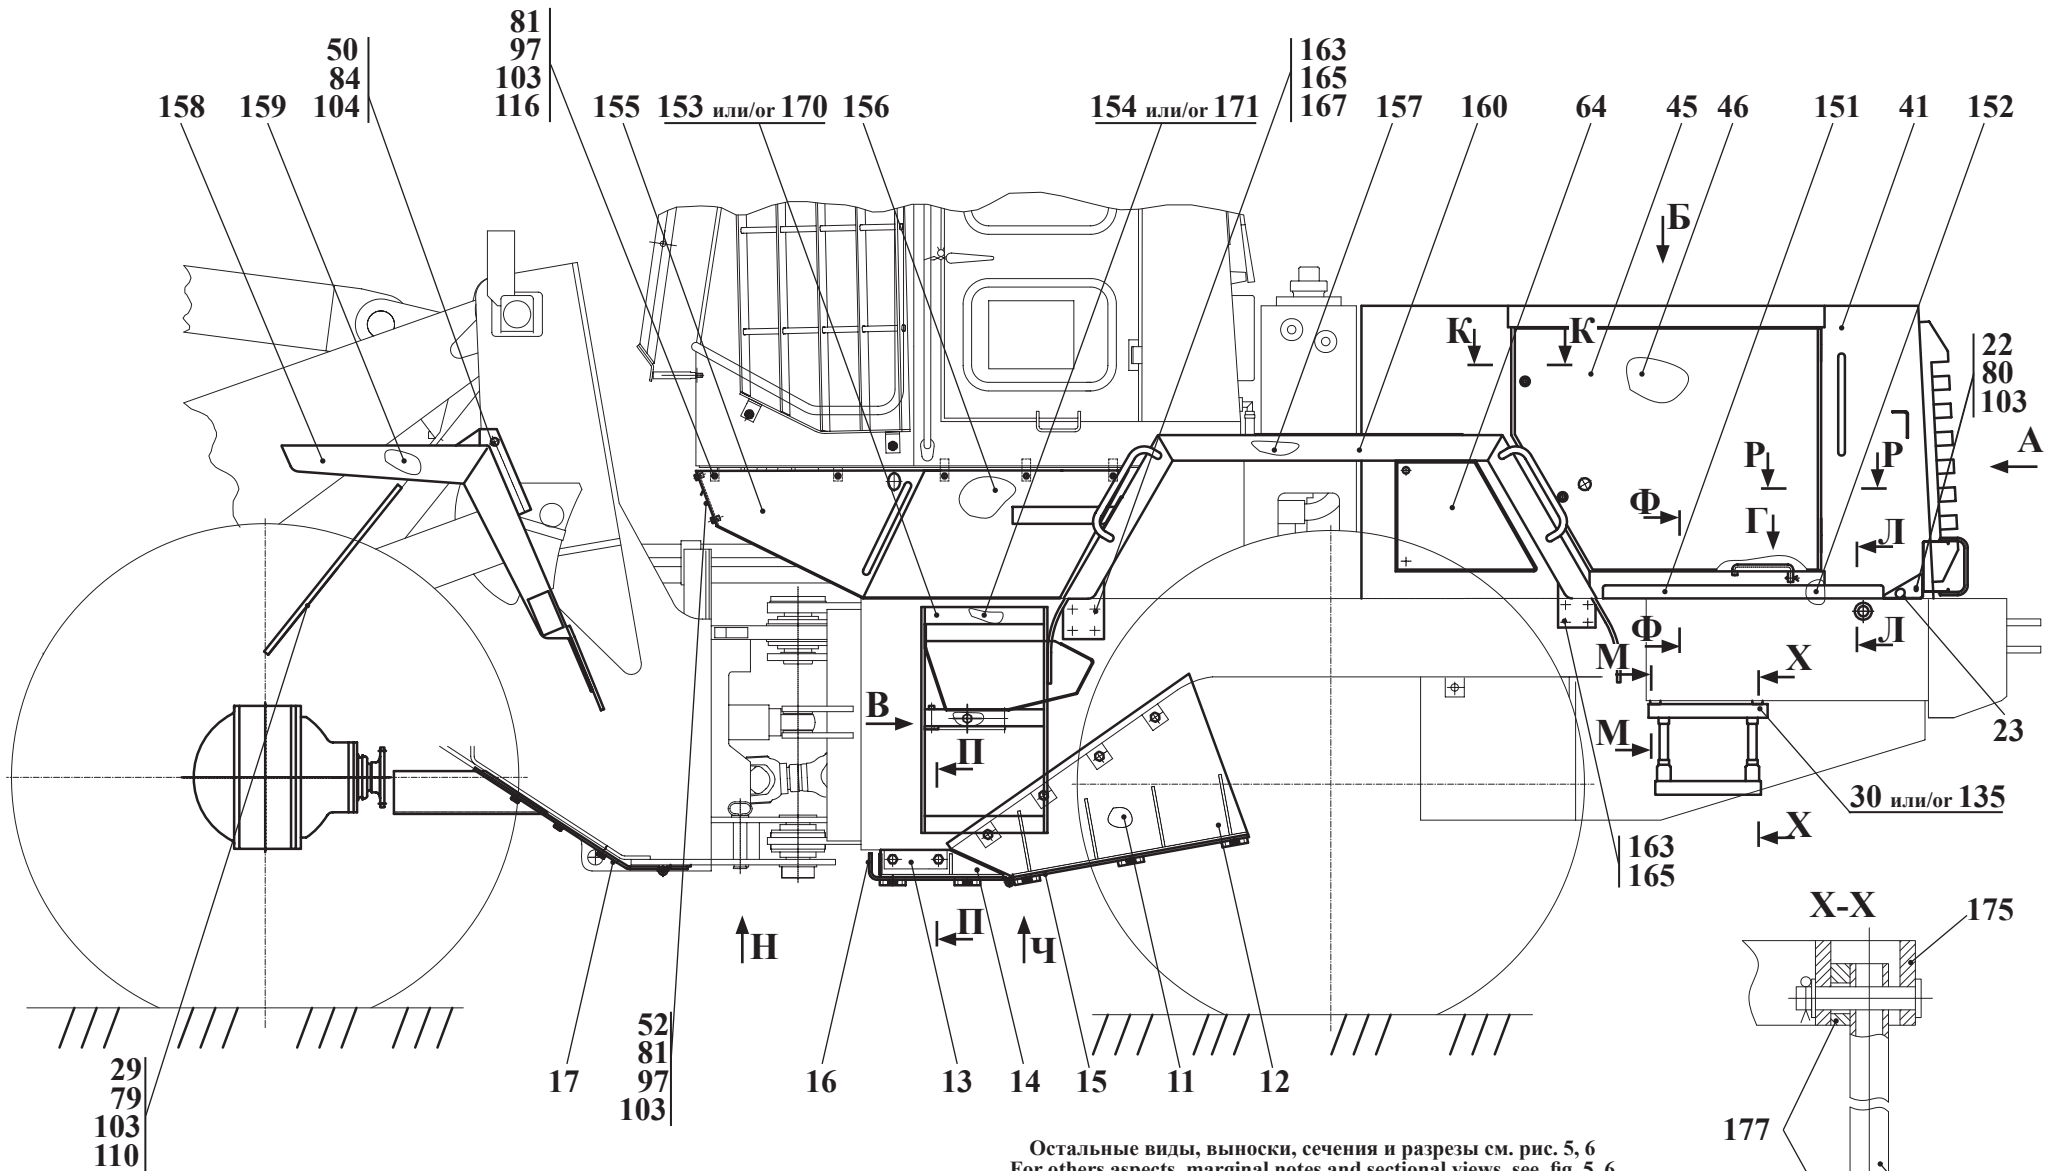 81
97
103
116
50
84
104
163
165
167
158
159
155
153 или/or 170
156
154 или/or 171
157
160
64
45
46
151
41
152
Б
К
К
22
80
103
А
Р
Р
Ф
Г
Л
Ф
Л
М
Х
В
М
23
П
30 или/or 135
Х
163
165
Х-Х
175
П
Н
Ч
52
81
97
103
29
79
103
110
17
16
13
14
15
11
12
177
Остальные виды, выноски, сечения и разрезы см. рис. 5, 6
For others aspects, marginal notes and sectional views, see. fig. 5, 6